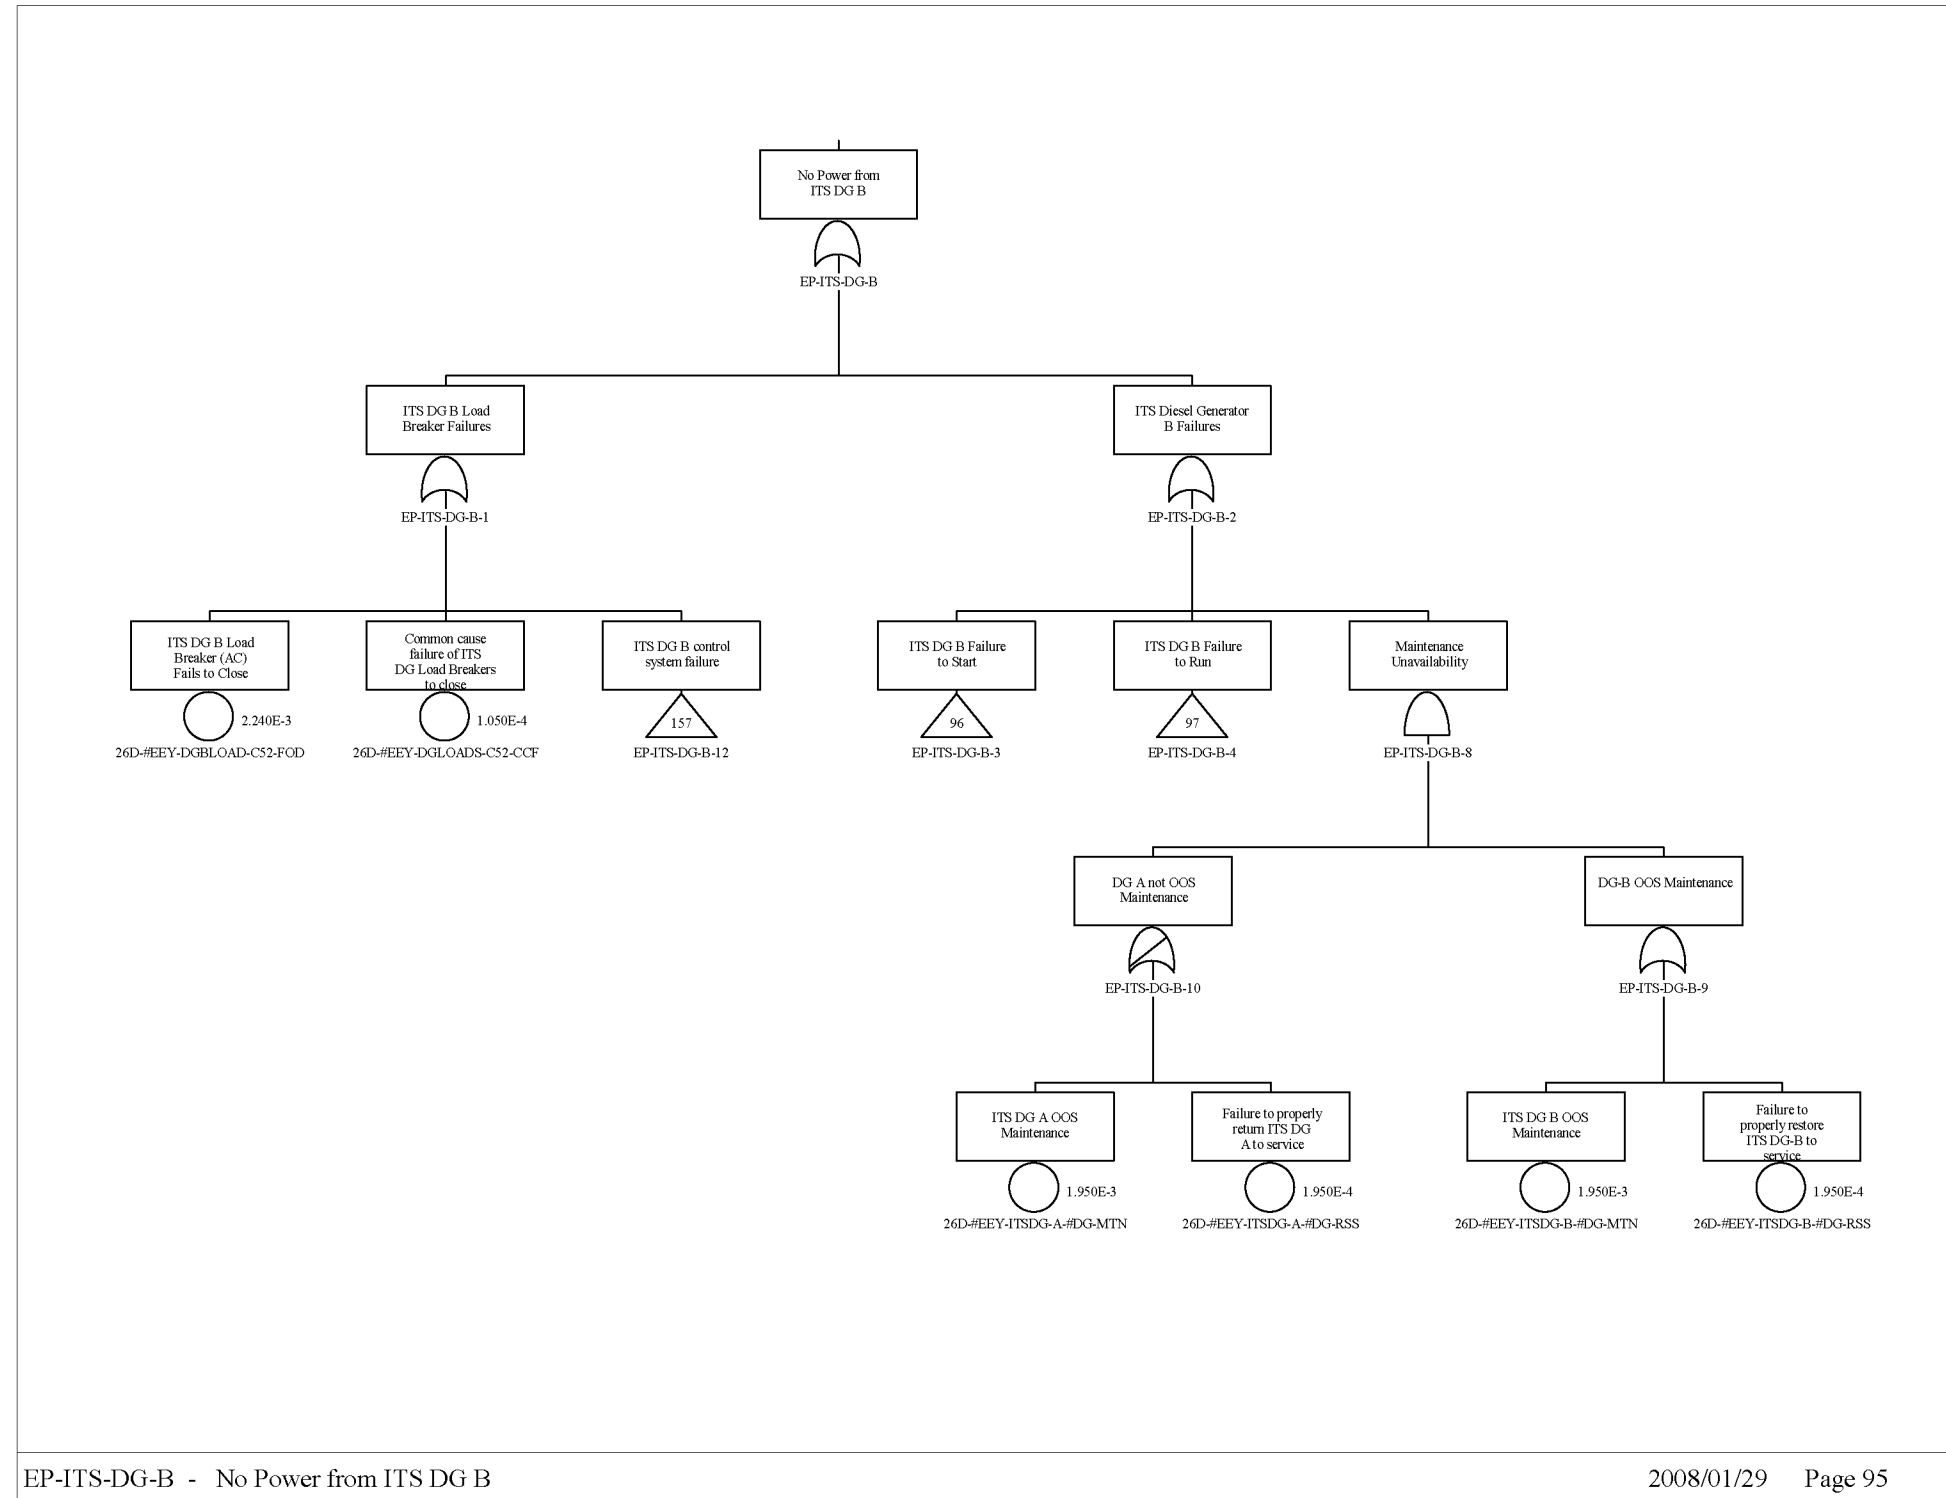 No Power from
ITS DG B
EP-ITS-DG-B
ITS DG B Load
Breaker Failures
EP-ITS-DG-B-1
ITS Diesel Generator
B Failures
EP-ITS-DG-B-2
ITS DG B Load
Breaker (AC)
Fails to Close
2.240E-3
26D-#EEY-DGBLOAD-C52-FOD
Common cause
failure of ITS
DG Load Breakers
to close
1.050E-4
26D-#EEY-DGLOADS-C52-CCF
ITS DG B control
system failure
157
EP-ITS-DG-B-12
ITS DG B Failure
to Start
96
EP-ITS-DG-B-3
ITS DG B Failure
to Run
97
EP-ITS-DG-B-4
Maintenance
Unavailability
EP-ITS-DG-B-8
DG A not OOS
Maintenance
EP-ITS-DG-B-10
DG-B OOS Maintenance
EP-ITS-DG-B-9
ITS DG A OOS
Maintenance
1.950E-3
26D-#EEY-ITSDG-A-#DG-MTN
Failure to properly
return ITS DG
A to service
1.950E-4
26D-#EEY-ITSDG-A-#DG-RSS
ITS DG B OOS
Maintenance
1.950E-3
26D-#EEY-ITSDG-B-#DG-MTN
Failure to
properly restore
ITS DG-B to
service
1.950E-4
26D-#EEY-ITSDG-B-#DG-RSS
EP-ITS-DG-B - No Power from ITS DG B
2008/01/29 Page 95